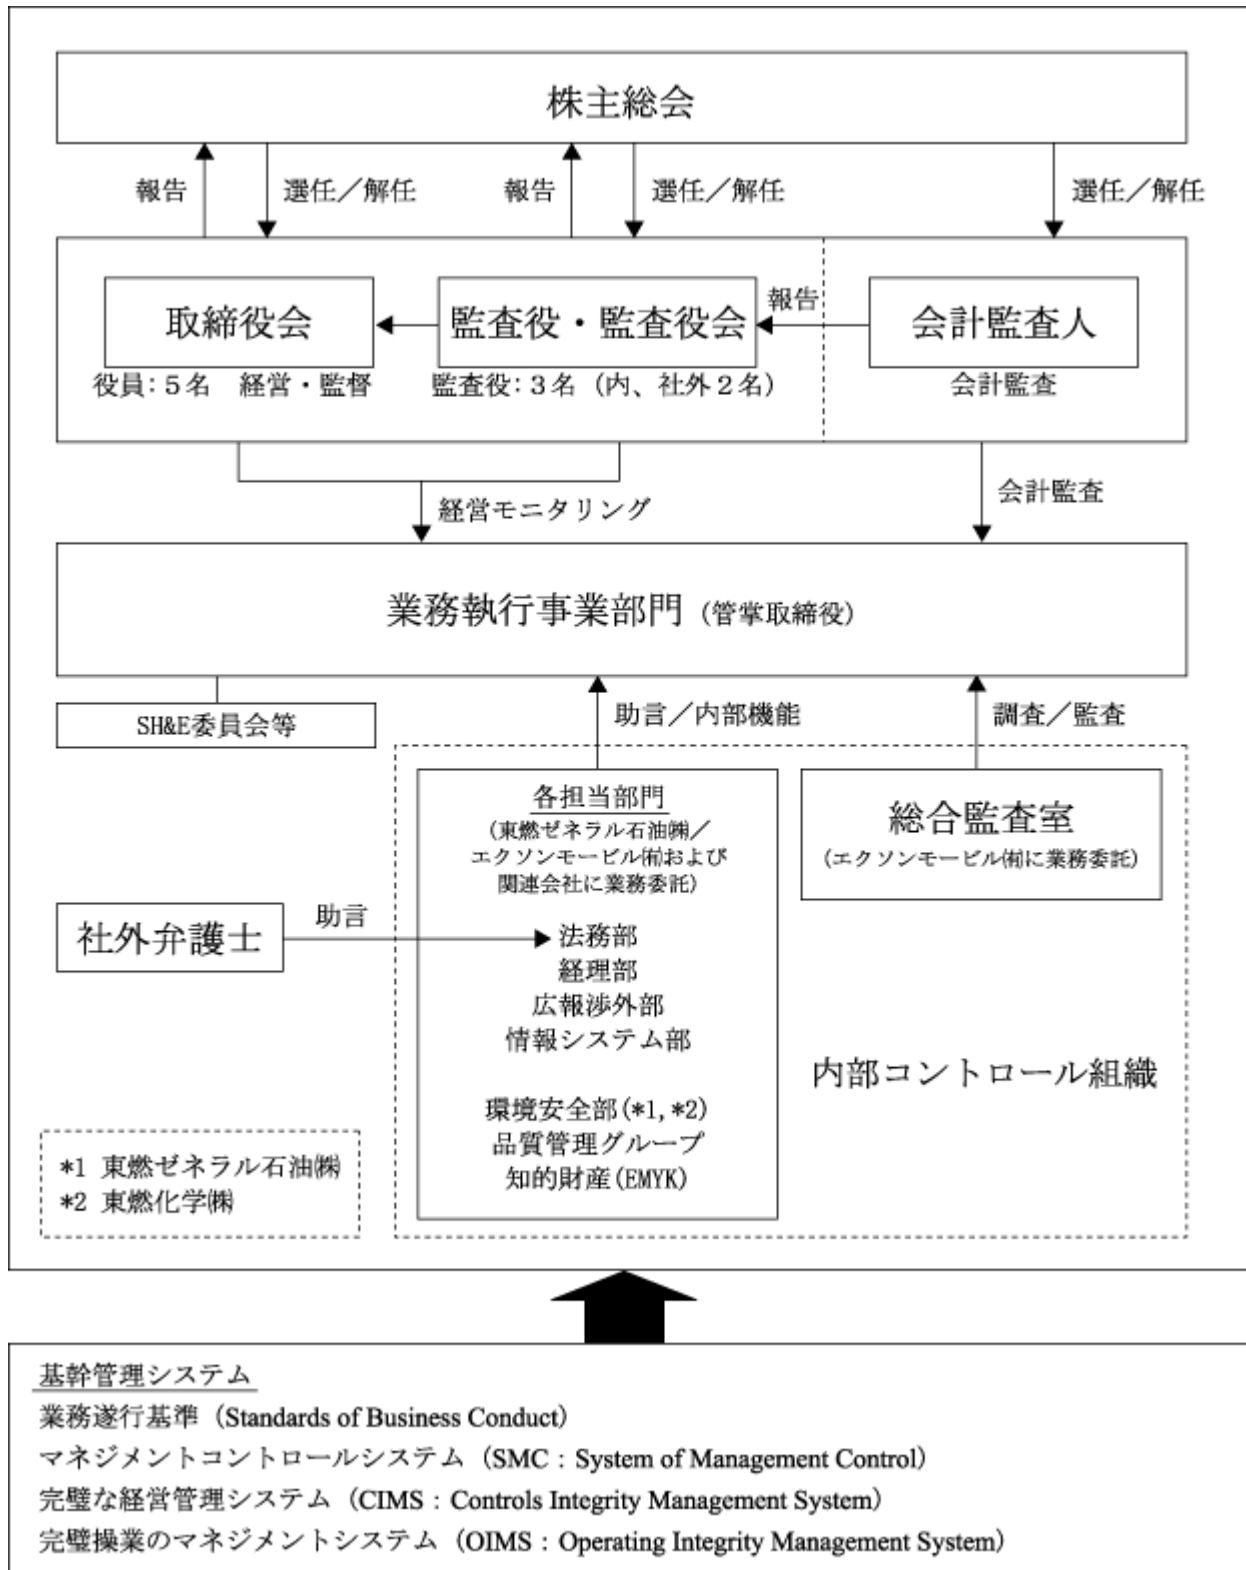 株主総会
報告
選任／解任
報告
選任／解任
選任／解任
取締役会
監査役・監査役会
報告
会計監査人
役員：５名　経営・監督
監査役：３名（内、社外２名）
会計監査
経営モニタリング
会計監査
業務執行事業部門（管掌取締役）
SH&E委員会等
助言／内部機能
調査／監査
各担当部門
（東燃ゼネラル石油㈱／
エクソンモービル㈲および
関連会社に業務委託）
総合監査室
（エクソンモービル㈲に業務委託）
社外弁護士
助言
法務部
経理部
広報渉外部
情報システム部
環境安全部(*1,*2)
品質管理グループ
知的財産(EMYK)
内部コントロール組織
*1 東燃ゼネラル石油㈱
*2 東燃化学㈱
基幹管理システム
業務遂行基準（Standards of Business Conduct）
マネジメントコントロールシステム（SMC：System of Management Control）
完璧な経営管理システム（CIMS：Controls Integrity Management System）
完璧操業のマネジメントシステム（OIMS：Operating Integrity Management System）